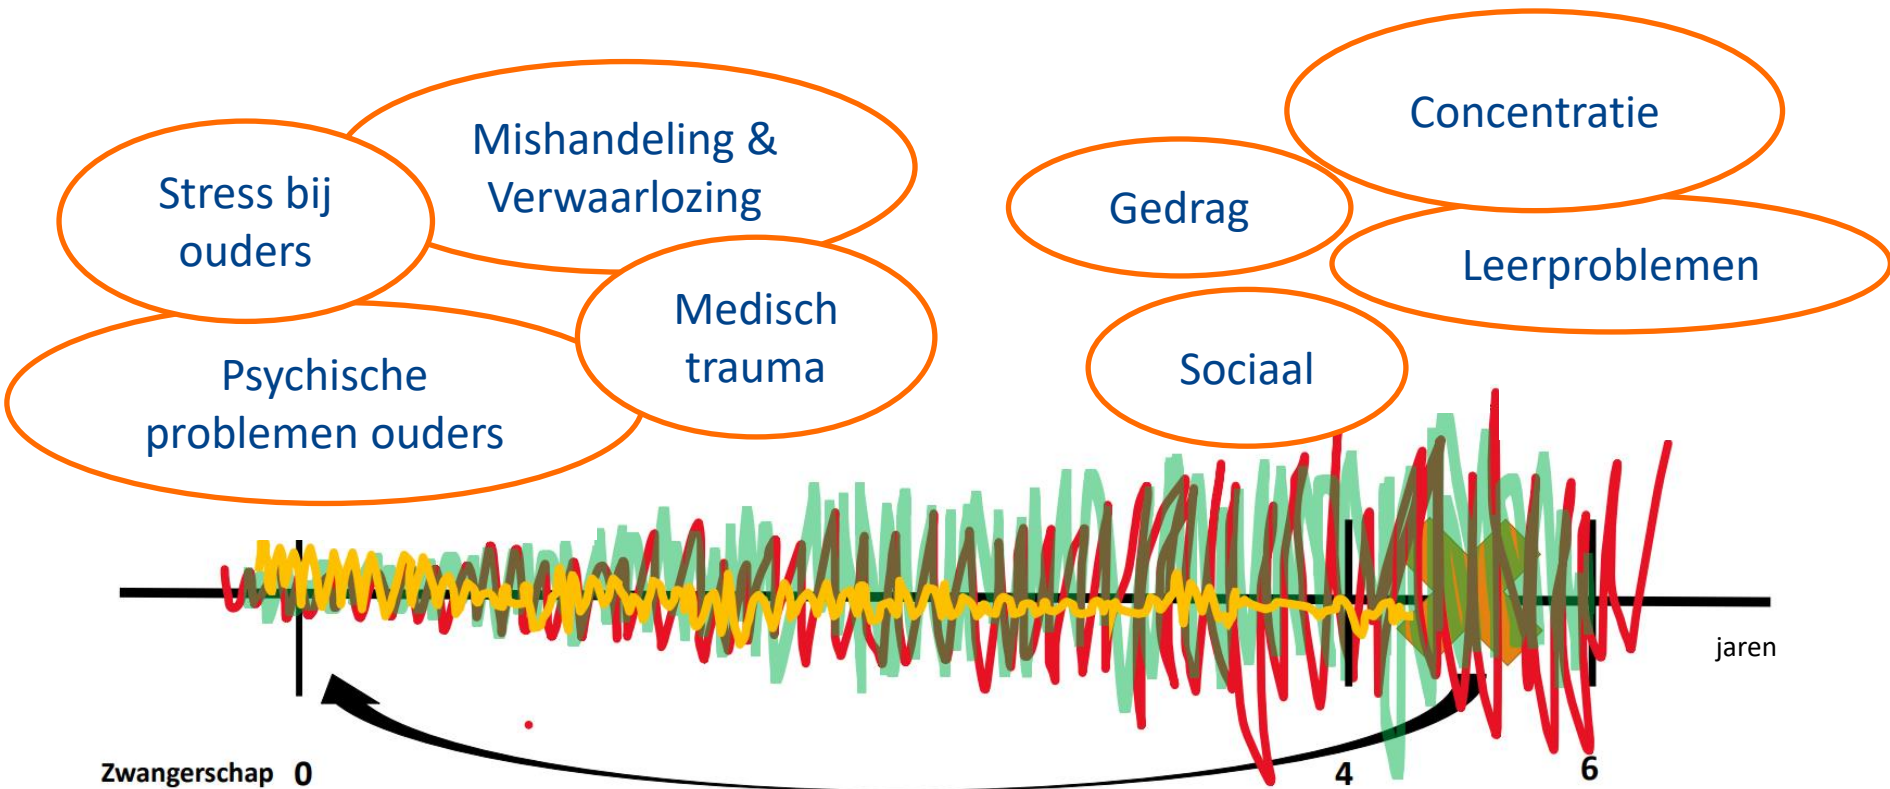 Stress bij
ouders
Mishandeling &
Verwaarlozing
Psychische
problemen ouders
Medisch
trauma
Gedrag
Concentratie
Leerproblemen
Sociaal
jaren
Zwangerschap 0
4
6